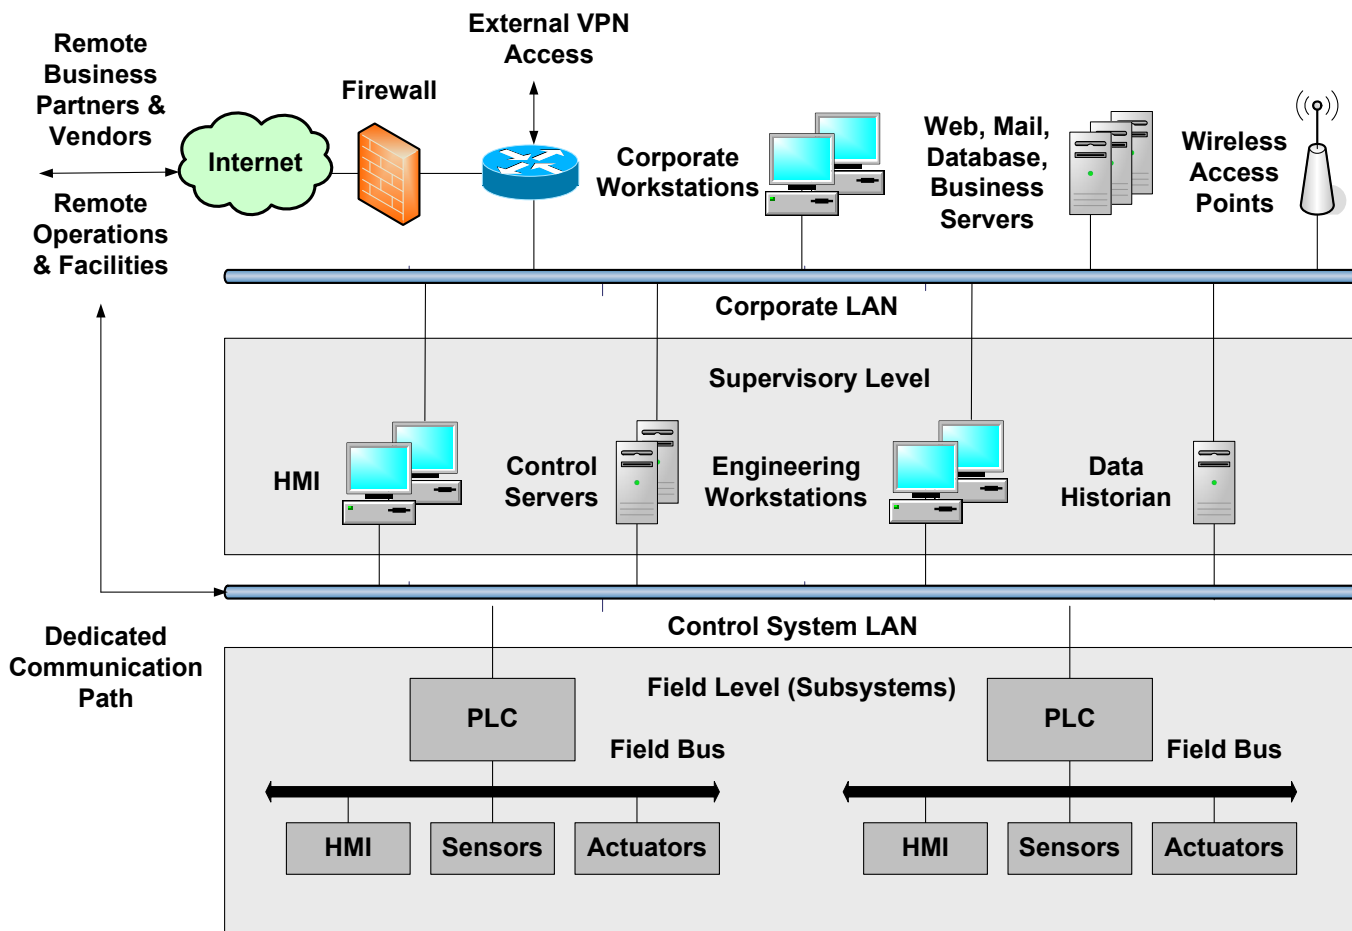 External VPN
Access
Remote
Business
Partners &
Vendors
Firewall
Internet
Corporate
Workstations
Web, Mail,
Database,
Business
Servers
Wireless
Access
Points
Remote
Operations
& Facilities
Corporate LAN
Supervisory Level
HMI
Control
Servers
Engineering
Workstations
Data
Historian
Control System LAN
Dedicated
Communication
Path
Field Level (Subsystems)
PLC
PLC
Field Bus
Field Bus
HMI
Sensors
Actuators
HMI
Sensors
Actuators